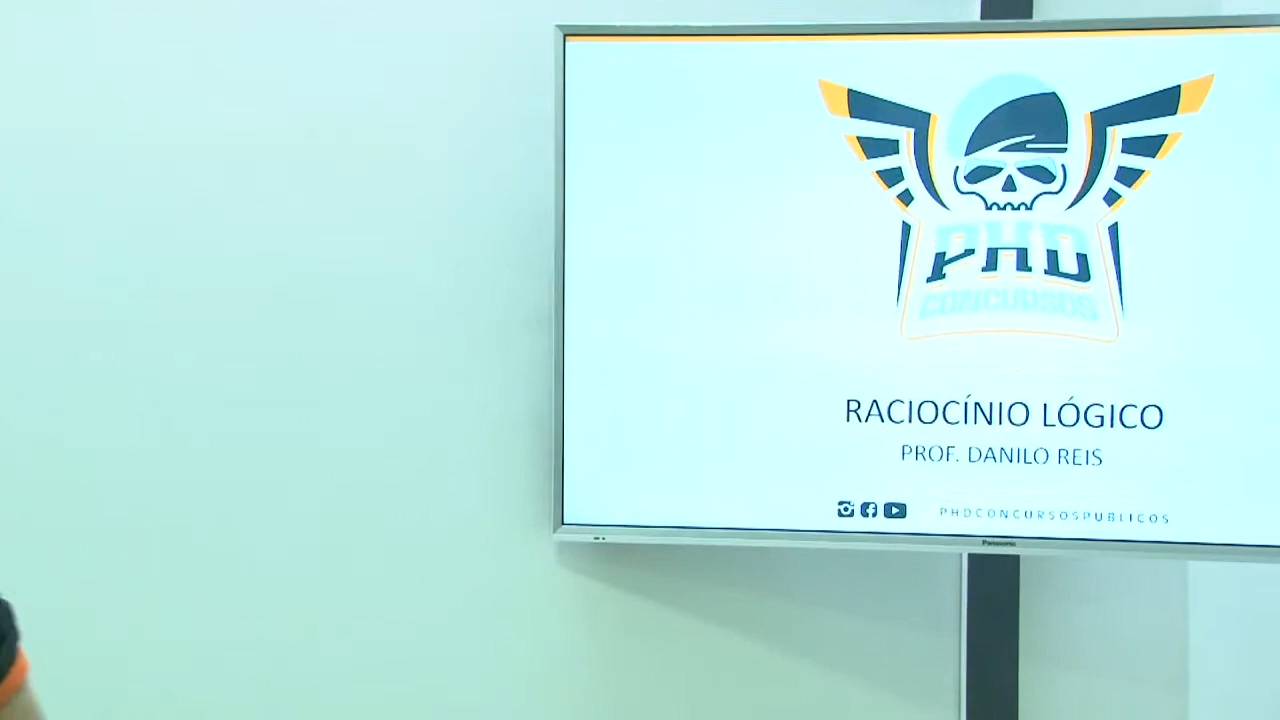 PHD
CONCURSOS
RACIOCÍNIO LÓGICO
PROF. DANILO REIS
PHDCONCURSOSPUBLICOS
Panasonic